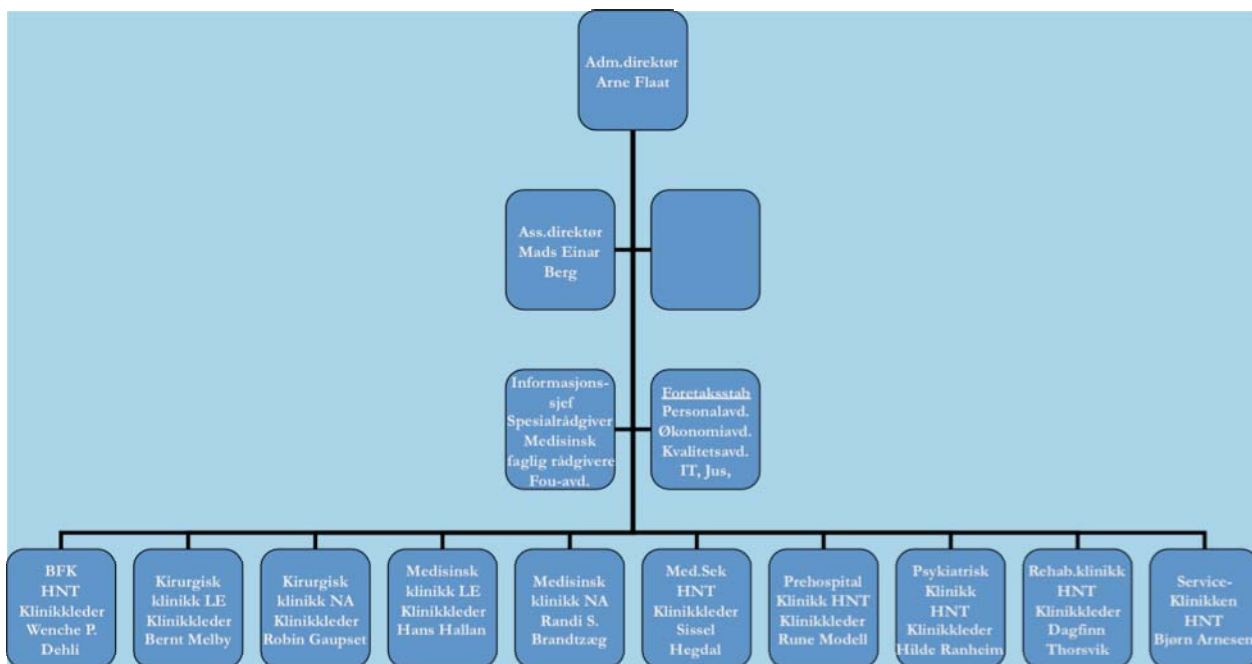 Adm.direktør
Arne Flaat
Ass.direktør
Mads Einar
Berg
Informasjons-
sjef
Spesialrådgiver
Medisinsk
faglig rådgivere
Fou-avd.
Foretaksstab
Personalavd.
Økonomiavd.
Kvalitetsavd.
IT, Jus,
BFK
HNT
Klinikkleder
Wenche P.
Dehli
Kirurgisk
klinikk LE
Klinikkleder
Bernt Melby
Kirurgisk
klinikk NA
Klinikkleder
Robin Gaupset
Medisinsk
klinikk LE
Klinikkleder
Hans Hallan
Medisinsk
klinikk NA
Randi S.
Brandtzæg
Med.Sek
HNT
Klinikkleder
Sissel
Hegdal
Prehospital
Klinikk HNT
Klinikkleder
Rune Modell
Psykiatrisk
Klinikk
HNT
Klinikkleder
Hilde Ranheim
Rehab.klinikk
HNT
Klinikkleder
Dagfinn
Thorsvik
Service-
Klinikken
HNT
Bjørn Arnesen